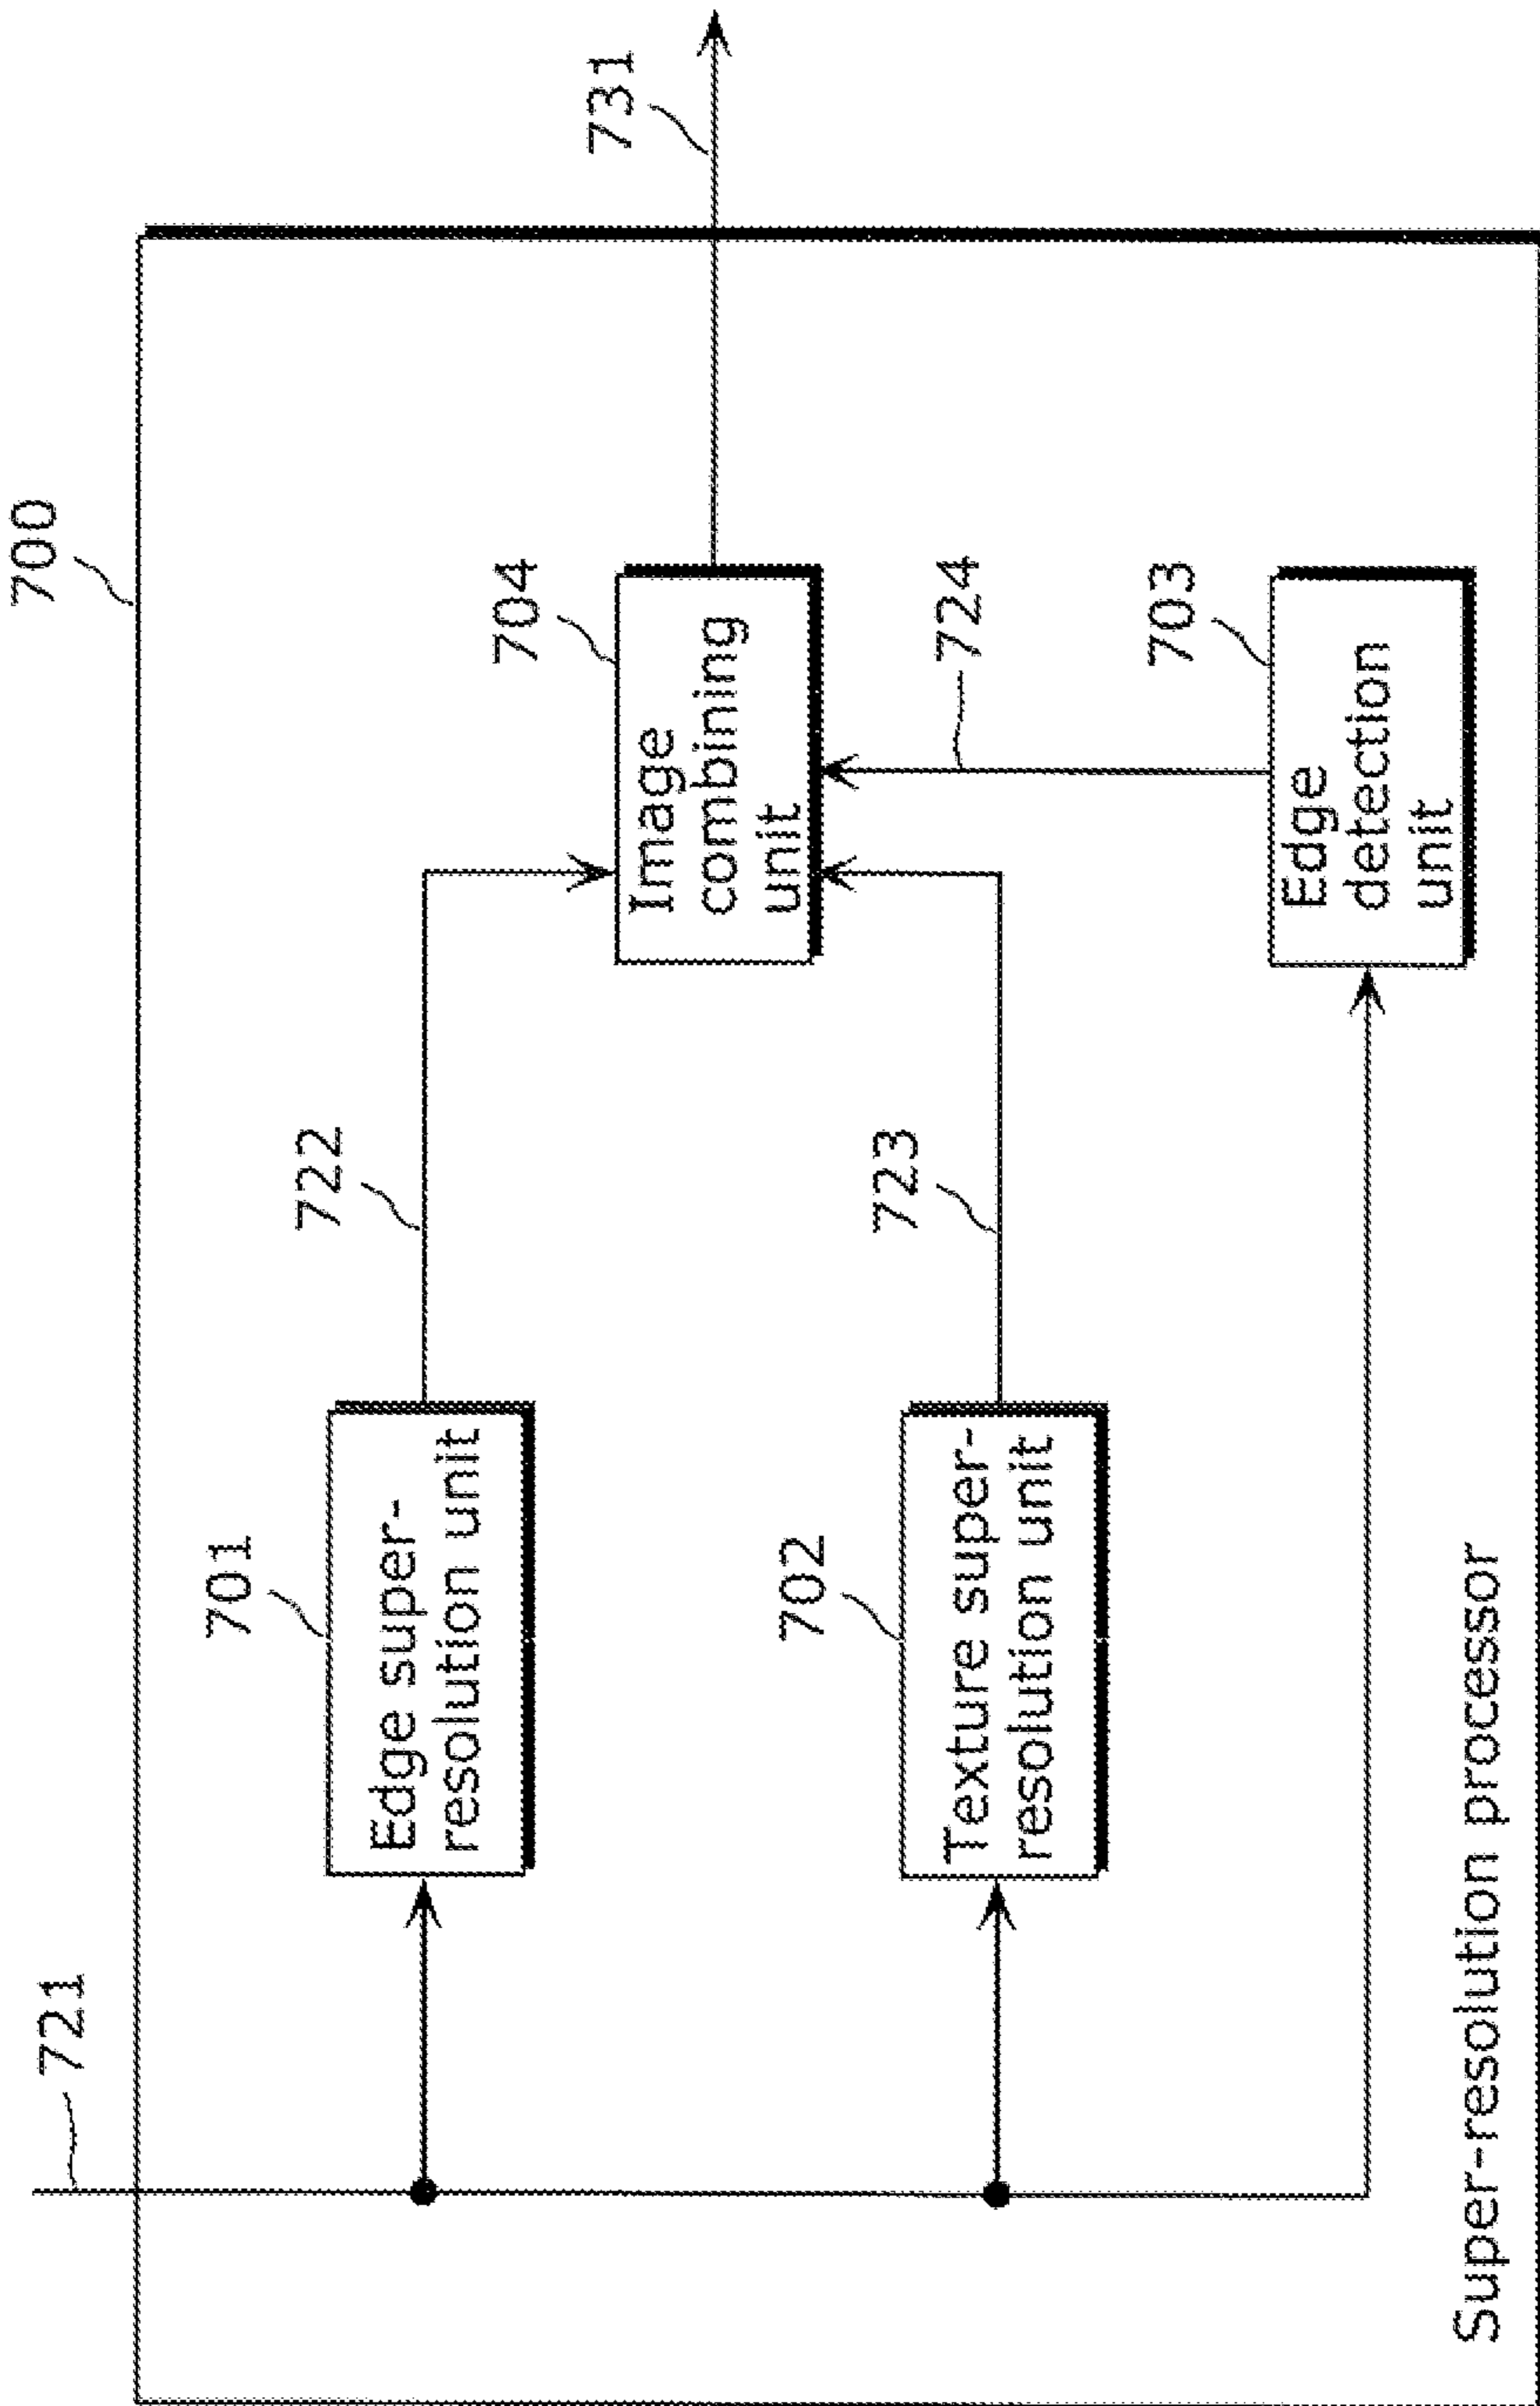 700
721
701
Edge super-
resolution unit
722
704
Image
combining
unit
731
702
Texture super-
resolution unit
723
724
703
Edge
detection
unit
Super-resolution processor